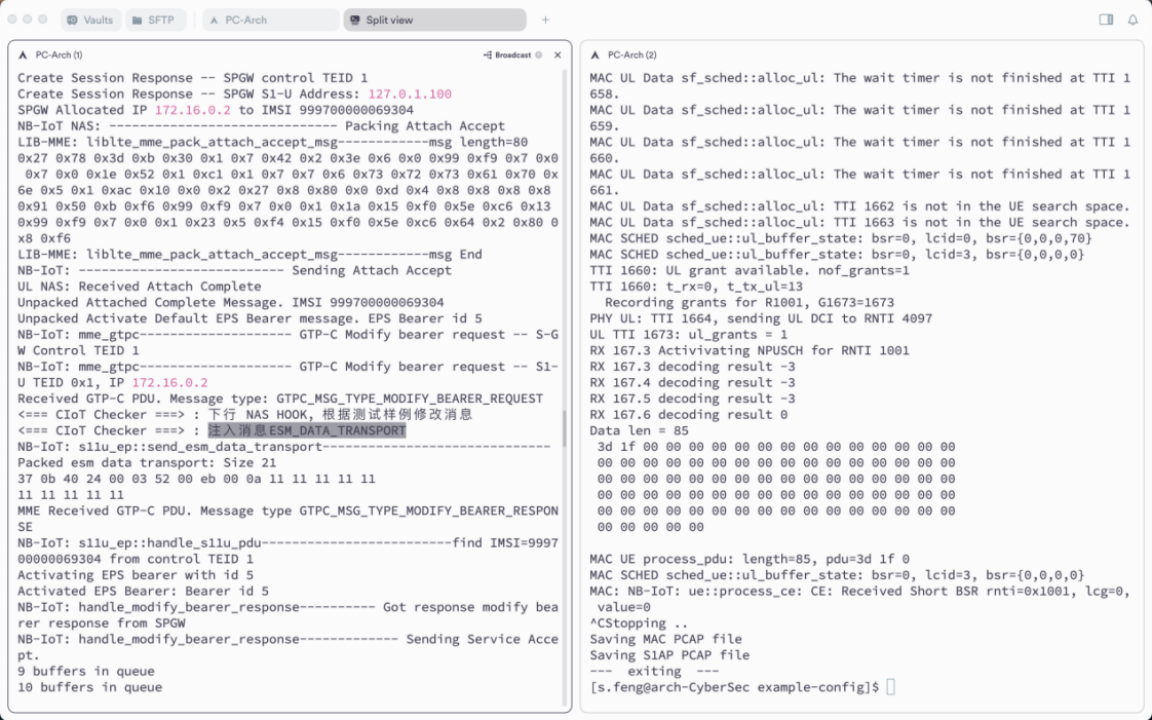 Vaults
SFTP
PC-Arch
Split view
PC-Arch (1)
Broadcast
Create Session Response -- SPGW control TEID 1
Create Session Response -- SPGW S1-U Address: 127.0.1.100
SPGW Allocated IP 172.16.0.2 to IMSI 999700000069304
NB-IoT NAS: ------------------------------ Packing Attach Accept
LIB-MME: liblte_mme_pack_attach_accept_msg------------msg length=80
0x27 0x78 0x3d 0xb 0x30 0x1 0x7 0x42 0x2 0x3e 0x6 0x0 0x99 0xf9 0x7 0x0
0x7 0x0 0x1e 0x52 0x1 0xc1 0x1 0x7 0x7 0x6 0x73 0x72 0x73 0x61 0x70 0x
6e 0x5 0x1 0xac 0x10 0x0 0x2 0x27 0x8 0x80 0x0 0xd 0x4 0x8 0x8 0x8 0x8
0x91 0x50 0xb 0xf6 0x99 0xf9 0x7 0x0 0x1 0x1a 0x15 0xf0 0x5e 0xc6 0x13
0x99 0xf9 0x7 0x0 0x1 0x23 0x5 0xf4 0x15 0xf0 0x5e 0xc6 0x64 0x2 0x80 0
x8 0xf6
LIB-MME: liblte_mme_pack_attach_accept_msg------------msg End
NB-IoT: --------------------------- Sending Attach Accept
UL NAS: Received Attach Complete
Unpacked Attached Complete Message. IMSI 999700000069304
Unpacked Activate Default EPS Bearer message. EPS Bearer id 5
NB-IoT: mme_gtpc-------------------- GTP-C Modify bearer request -- S-G
W Control TEID 1
NB-IoT: mme_gtpc-------------------- GTP-C Modify bearer request -- S1-
U TEID 0x1, IP 172.16.0.2
Received GTP-C PDU. Message type: GTPC_MSG_TYPE_MODIFY_BEARER_REQUEST
<=== CIoT Checker ===> : 下行 NAS HOOK, 根据测试样例修改消息
<=== CIoT Checker ===> : 注入消息ESM_DATA_TRANSPORT
NB-IoT: s11u_ep::send_esm_data_transport------------------------------
Packed esm data transport: Size 21
37 0b 40 24 00 03 52 00 eb 00 0a 11 11 11 11 11
11 11 11 11 11
MME Received GTP-C PDU. Message type GTPC_MSG_TYPE_MODIFY_BEARER_RESPON
SE
NB-IoT: s11u_ep::handle_s11u_pdu-------------------------find IMSI=9997
00000069304 from control TEID 1
Activating EPS bearer with id 5
Activated EPS Bearer: Bearer id 5
NB-IoT: handle_modify_bearer_response---------- Got response modify bea
rer response from SPGW
NB-IoT: handle_modify_bearer_response------------- Sending Service Acce
pt.
9 buffers in queue
10 buffers in queue
PC-Arch (2)
MAC UL Data sf_sched::alloc_ul: The wait timer is not finished at TTI 1
658.
MAC UL Data sf_sched::alloc_ul: The wait timer is not finished at TTI 1
659.
MAC UL Data sf_sched::alloc_ul: The wait timer is not finished at TTI 1
660.
MAC UL Data sf_sched::alloc_ul: The wait timer is not finished at TTI 1
661.
MAC UL Data sf_sched::alloc_ul: TTI 1662 is not in the UE search space.
MAC UL Data sf_sched::alloc_ul: TTI 1663 is not in the UE search space.
MAC SCHED sched_ue::ul_buffer_state: bsr=0, lcid=0, bsr={0,0,0,70}
MAC SCHED sched_ue::ul_buffer_state: bsr=0, lcid=3, bsr={0,0,0,0}
TTI 1660: UL grant available. nof_grants=1
TTI 1660: t_rx=0, t_tx_ul=13
Recording grants for R1001, G1673=1673
PHY UL: TTI 1664, sending UL DCI to RNTI 4097
UL TTI 1673: ul_grants = 1
RX 167.3 Activivating NPUSCH for RNTI 1001
RX 167.3 decoding result -3
RX 167.4 decoding result -3
RX 167.5 decoding result -3
RX 167.6 decoding result 0
Data len = 85
3d 1f 00 00 00 00 00 00 00 00 00 00 00 00 00 00
00 00 00 00 00 00 00 00 00 00 00 00 00 00 00 00
00 00 00 00 00 00 00 00 00 00 00 00 00 00 00 00
00 00 00 00 00 00 00 00 00 00 00 00 00 00 00 00
00 00 00 00 00 00 00 00 00 00 00 00 00 00 00 00
00 00 00 00 00
MAC UE process_pdu: length=85, pdu=3d 1f 0
MAC SCHED sched_ue::ul_buffer_state: bsr=0, lcid=3, bsr={0,0,0,0}
MAC: NB-IoT: ue::process_ce: CE: Received Short BSR rnti=0x1001, lcg=0,
value=0
^CStopping ..
Saving MAC PCAP file
Saving S1AP PCAP file
---  exiting  ---
[s.feng@arch-CyberSec example-config]$